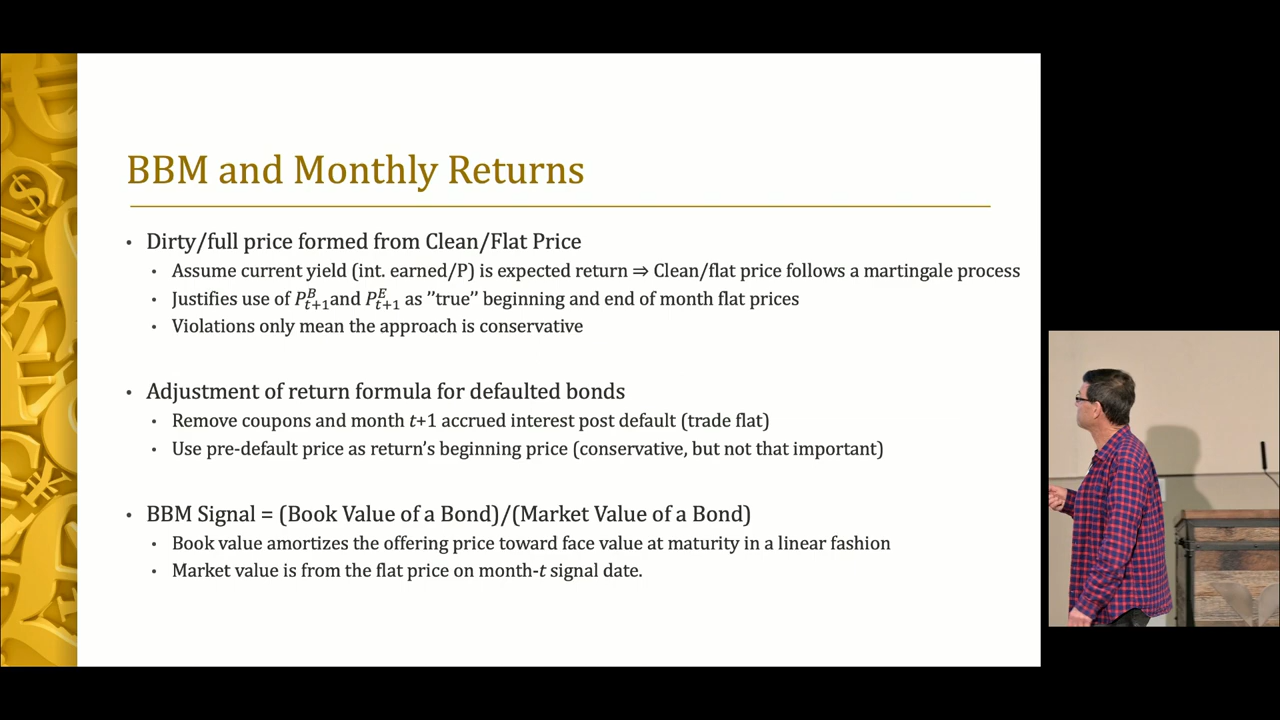 BBM and Monthly Returns
• Dirty/full price formed from Clean/Flat Price
• Assume current yield (int. earned/P) is expected return ⇒ Clean/flat price follows a martingale process
• Justifies use of $P^B_{t+1}$and $P^E_{t+1}$ as ”true” beginning and end of month flat prices
• Violations only mean the approach is conservative
• Adjustment of return formula for defaulted bonds
• Remove coupons and month t+1 accrued interest post default (trade flat)
• Use pre-default price as return’s beginning price (conservative, but not that important)
• BBM Signal = (Book Value of a Bond)/(Market Value of a Bond)
• Book value amortizes the offering price toward face value at maturity in a linear fashion
• Market value is from the flat price on month-t signal date.